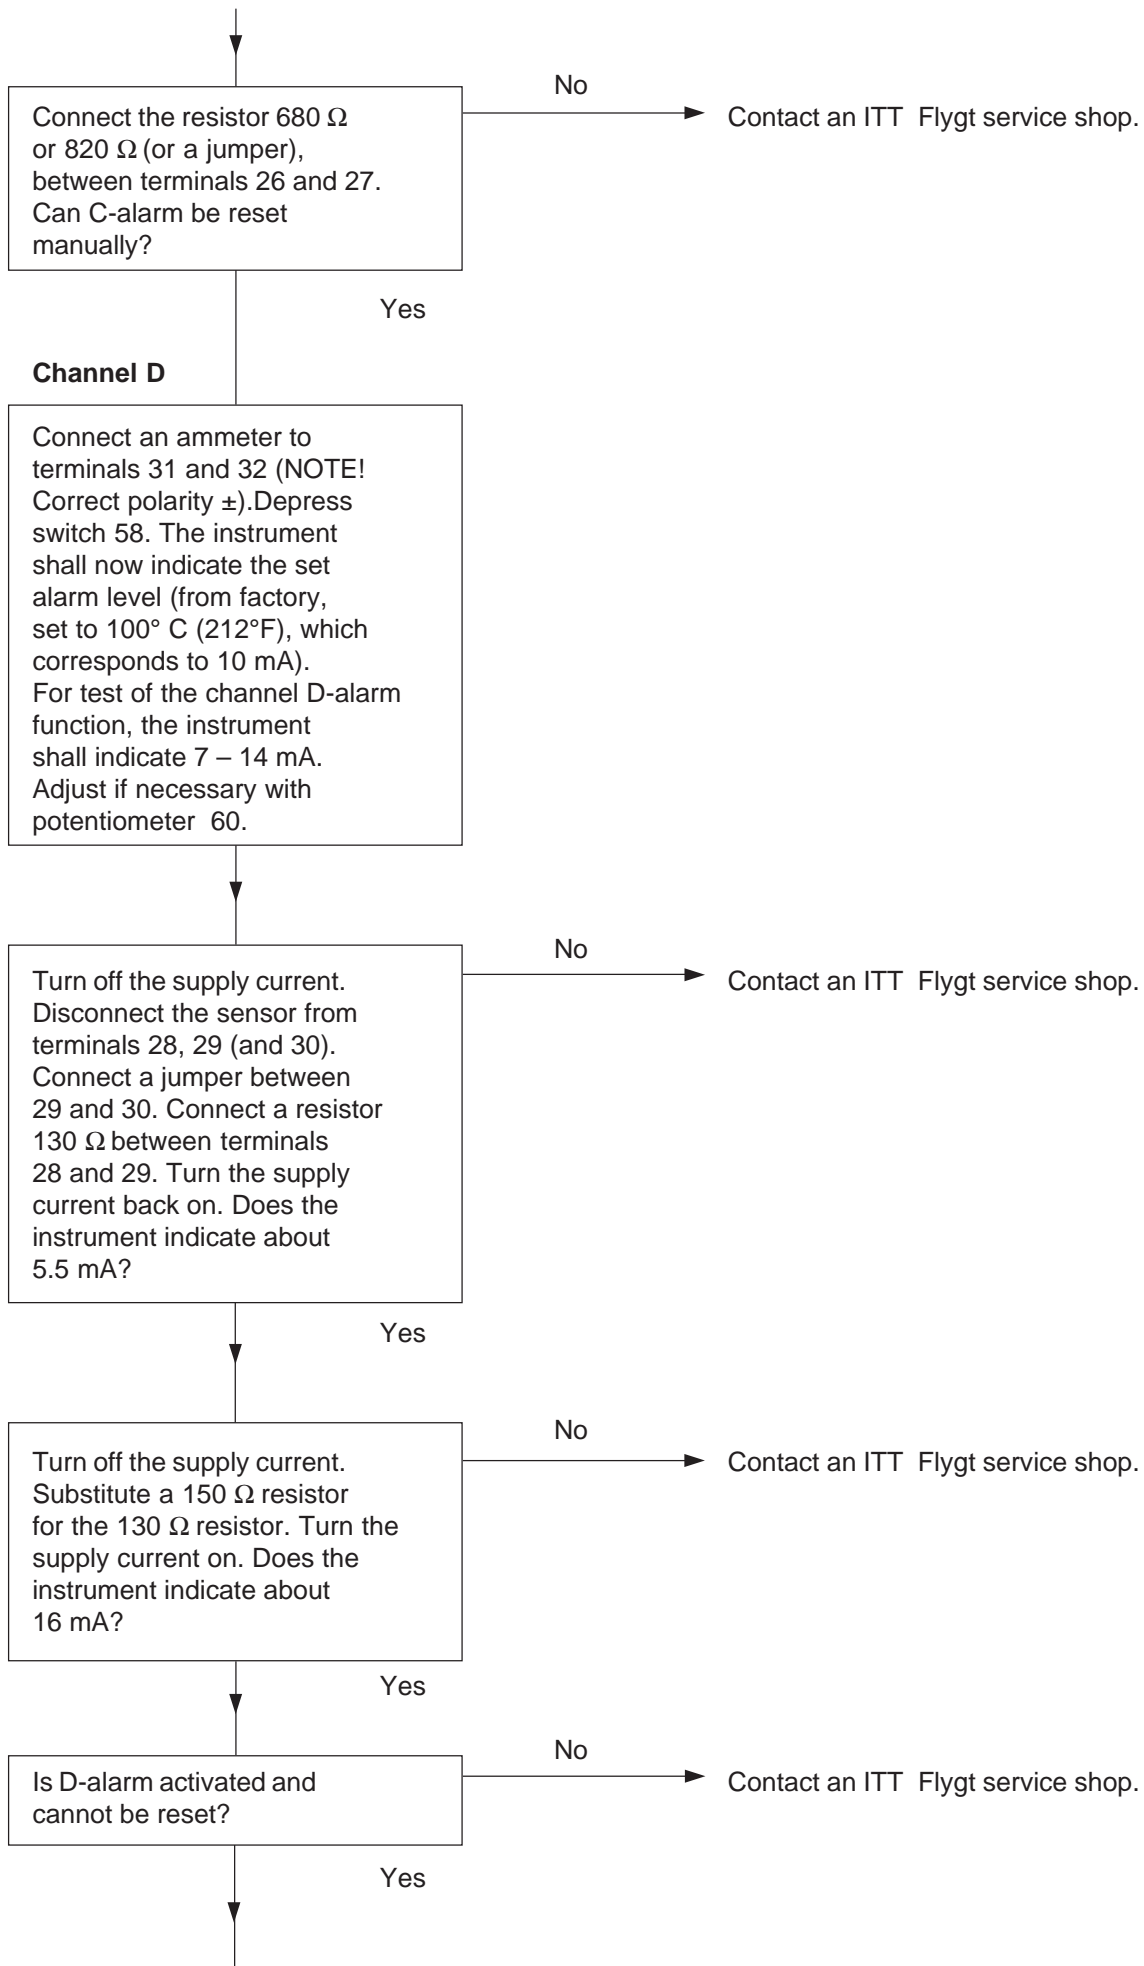 No
Connect the resistor 680 Ω
or 820 Ω (or a jumper),
between terminals 26 and 27.
Can C-alarm be reset
manually?
Contact an ITT Flygt service shop.
Yes
Channel D
Connect an ammeter to
terminals 31 and 32 (NOTE!
Correct polarity ±).Depress
switch 58. The instrument
shall now indicate the set
alarm level (from factory,
set to 100° C (212°F), which
corresponds to 10 mA).
For test of the channel D-alarm
function, the instrument
shall indicate 7 – 14 mA.
Adjust if necessary with
potentiometer 60.
No
Turn off the supply current.
Disconnect the sensor from
terminals 28, 29 (and 30).
Connect a jumper between
29 and 30. Connect a resistor
130 Ω between terminals
28 and 29. Turn the supply
current back on. Does the
instrument indicate about
5.5 mA?
Contact an ITT Flygt service shop.
Yes
No
Turn off the supply current.
Substitute a 150 Ω resistor
for the 130 Ω resistor. Turn the
supply current on. Does the
instrument indicate about
16 mA?
Contact an ITT Flygt service shop.
Yes
No
Is D-alarm activated and
cannot be reset?
Contact an ITT Flygt service shop.
Yes